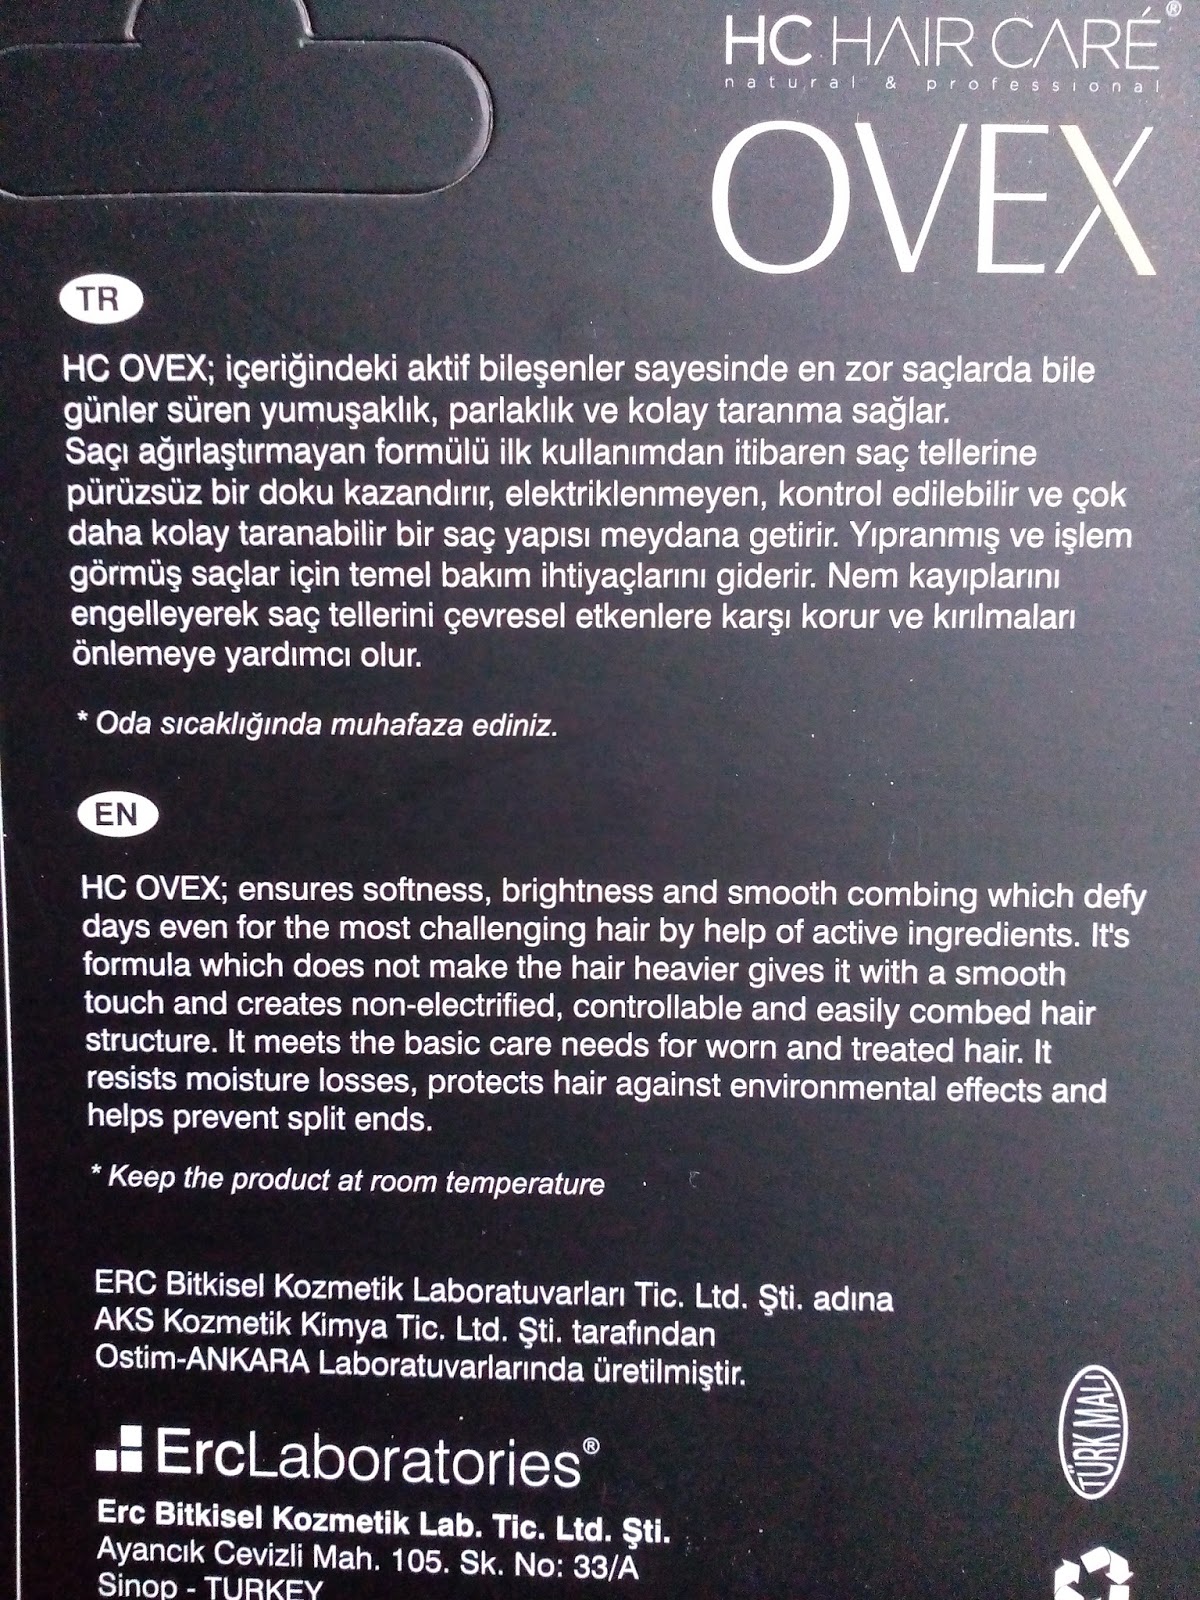 HC HAIR CARÉ®
natural & professional
OVEX
TR
HC OVEX; içeriğindeki aktif bileşenler sayesinde en zor saçlarda bile
günler süren yumuşaklık, parlaklık ve kolay taranma sağlar.
Saçı ağırlaştırmayan formülü ilk kullanımdan itibaren saç tellerine
pürüzsüz bir doku kazandırır, elektriklenmeyen, kontrol edilebilir ve çok
daha kolay taranabilir bir saç yapısı meydana getirir. Yıpranmış ve işlem
görmüş saçlar için temel bakım ihtiyaçlarını giderir. Nem kayıplarını
engelleyerek saç tellerini çevresel etkenlere karşı korur ve kırılmaları
önlemeye yardımcı olur.
* Oda sıcaklığında muhafaza ediniz.
EN
HC OVEX; ensures softness, brightness and smooth combing which defy
days even for the most challenging hair by help of active ingredients. It's
formula which does not make the hair heavier gives it with a smooth
touch and creates non-electrified, controllable and easily combed hair
structure. It meets the basic care needs for worn and treated hair. It
resists moisture losses, protects hair against environmental effects and
helps prevent split ends.
* Keep the product at room temperature
ERC Bitkisel Kozmetik Laboratuvarları Tic. Ltd. Şti. adına
AKS Kozmetik Kimya Tic. Ltd. Şti. tarafından
Ostim-ANKARA Laboratuvarlarında üretilmiştir.
TÜRK MALI
ErcLaboratories®
Erc Bitkisel Kozmetik Lab. Tic. Ltd. Şti.
Ayancık Cevizli Mah. 105. Sk. No: 33/A
Sinop - TURKEY